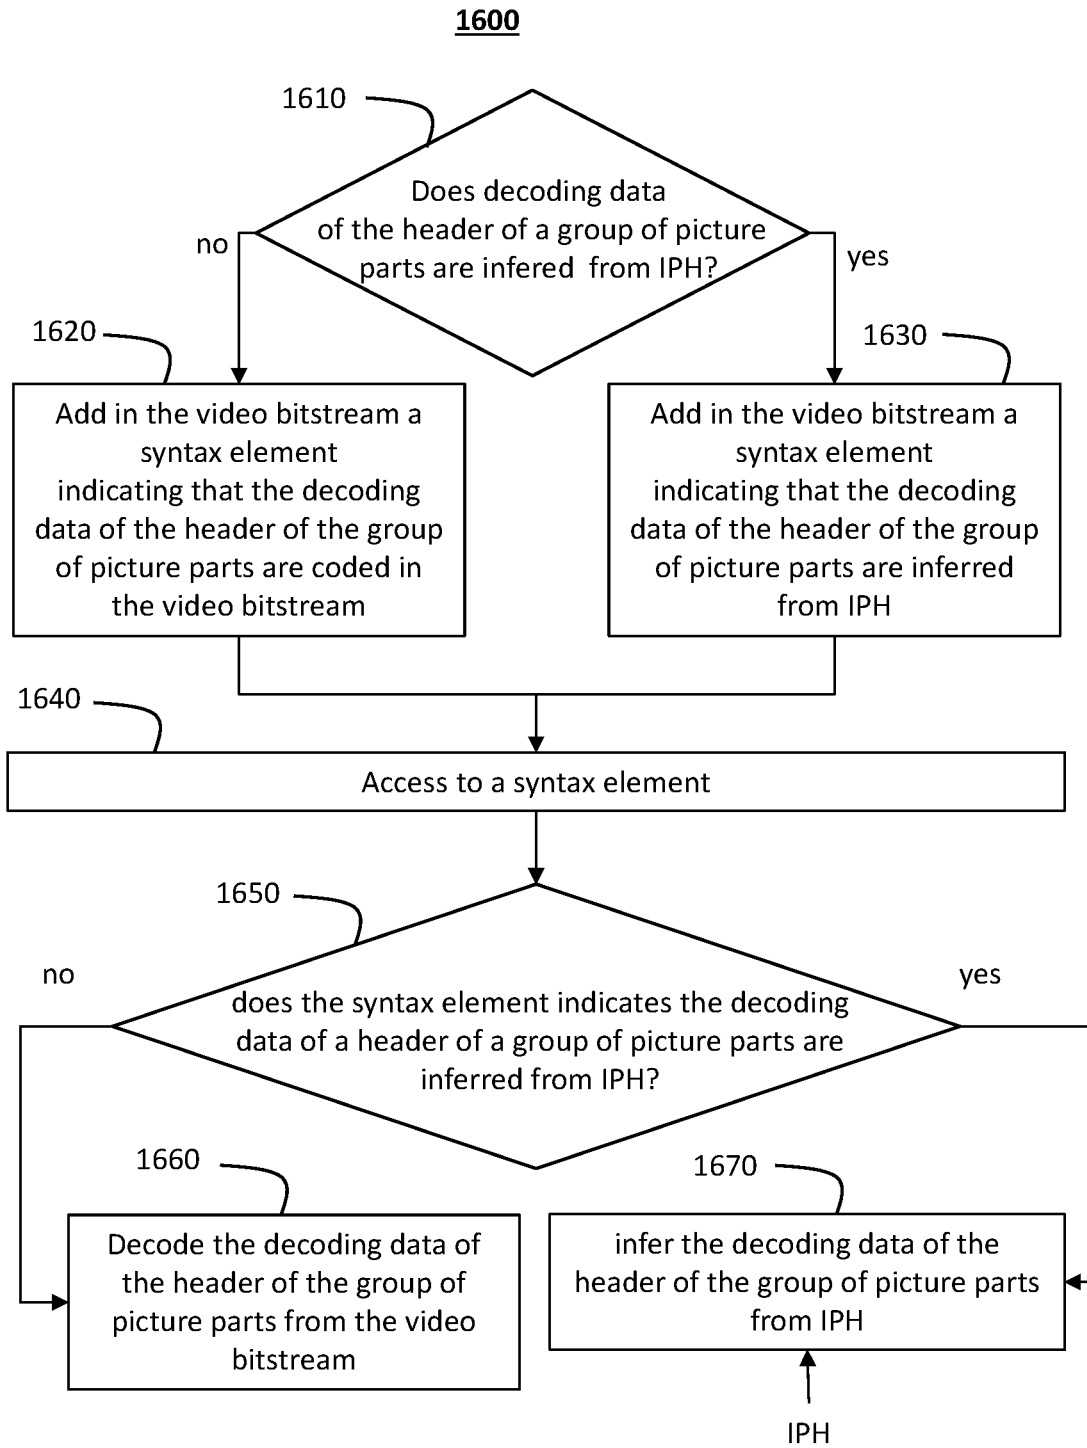 1600
1610
Does decoding data
of the header of a group of picture
parts are infered from IPH?
no
yes
1620
1630
Add in the video bitstream a
syntax element
indicating that the decoding
data of the header of the group
of picture parts are coded in
the video bitstream
Add in the video bitstream a
syntax element
indicating that the decoding
data of the header of the group
of picture parts are inferred
from IPH
1640
Access to a syntax element
1650
no
yes
does the syntax element indicates the decoding
data of a header of a group of picture parts are
inferred from IPH?
1660
1670
Decode the decoding data of
the header of the group of
picture parts from the video
bitstream
infer the decoding data of the
header of the group of picture parts
from IPH
IPH